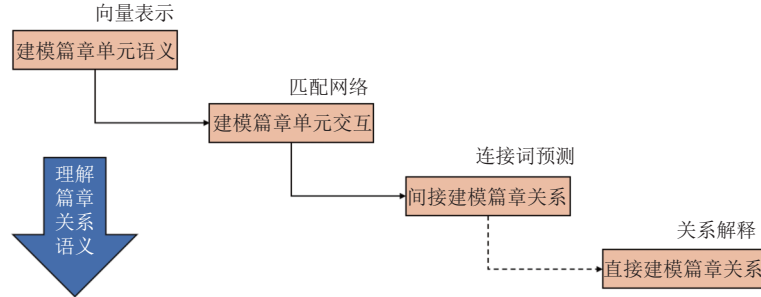 向量表示
建模篇章单元语义
匹配网络
建模篇章单元交互
连接词预测
间接建模篇章关系
关系解释
直接建模篇章关系
理解
篇章
关系
语义